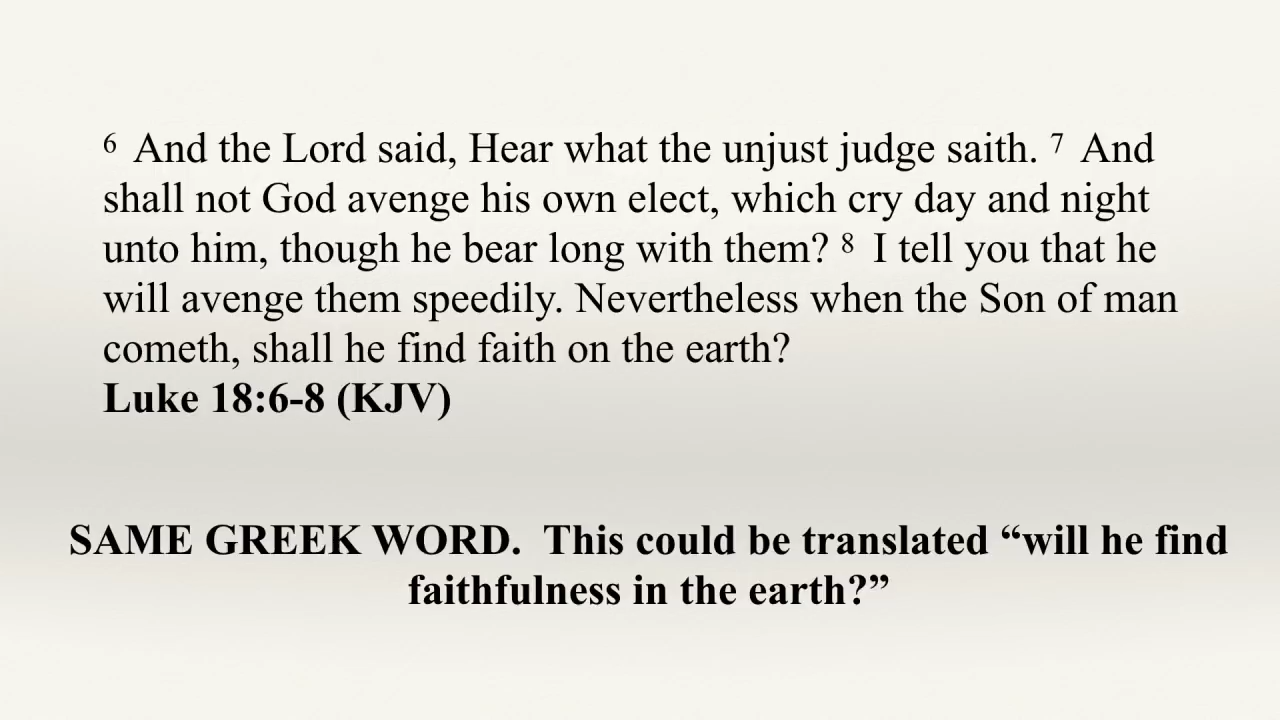 6 And the Lord said, Hear what the unjust judge saith. 7 And
shall not God avenge his own elect, which cry day and night
unto him, though he bear long with them? 8 I tell you that he
will avenge them speedily. Nevertheless when the Son of man
cometh, shall he find faith on the earth?
Luke 18:6-8 (KJV)
SAME GREEK WORD. This could be translated “will he find
faithfulness in the earth?”